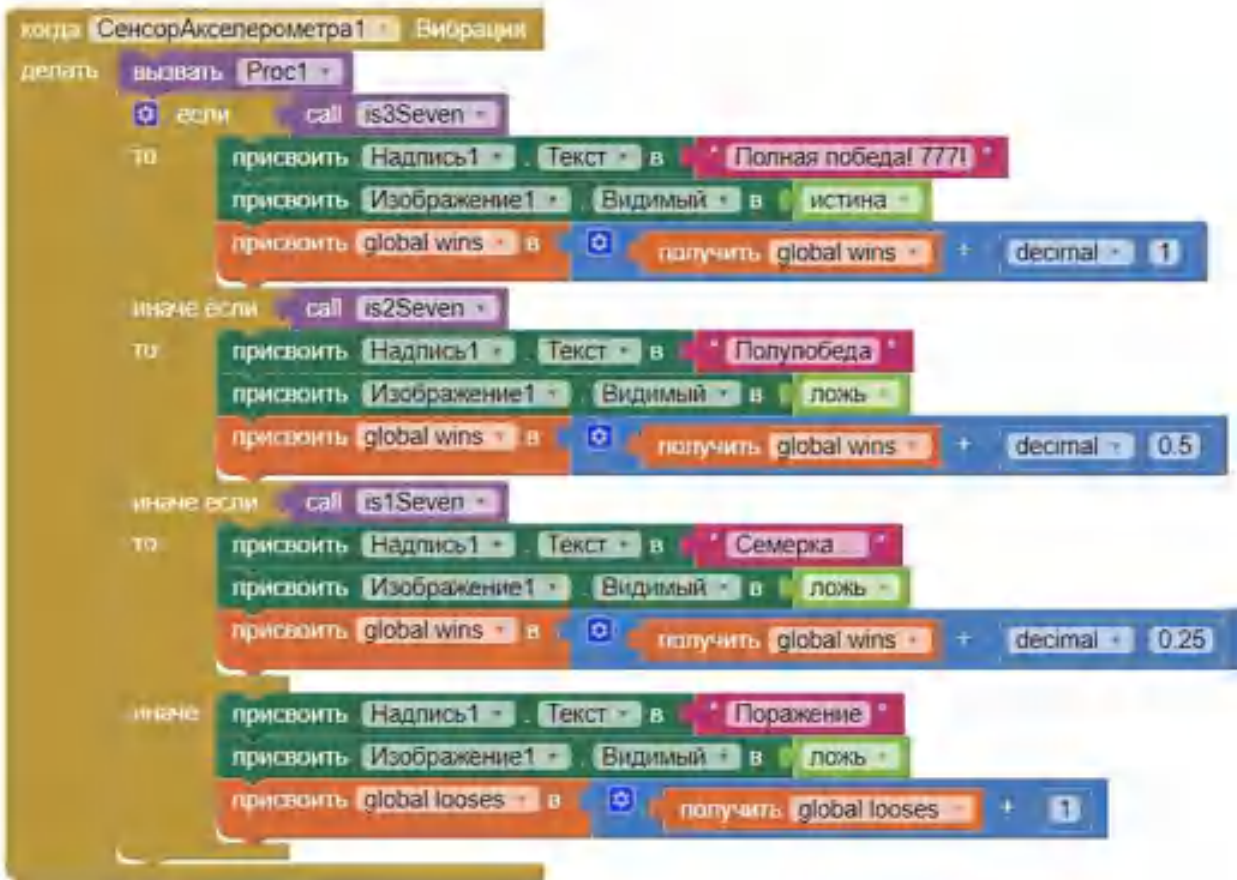 когда СенсорАкселерометра1 Вибрация
делать вызвать Proc1
если call is3Seven
то присвоить Надпись1 . Текст в " Полная победа! 777! "
присвоить Изображение1 . Видимый в истина
присвоить global wins в получить global wins + decimal 1
иначе если call is2Seven
то присвоить Надпись1 . Текст в " Полупобеда "
присвоить Изображение1 . Видимый в ложь
присвоить global wins в получить global wins + decimal 0.5
иначе если call is1Seven
то присвоить Надпись1 . Текст в " Семерка... "
присвоить Изображение1 . Видимый в ложь
присвоить global wins в получить global wins + decimal 0.25
иначе присвоить Надпись1 . Текст в " Поражение "
присвоить Изображение1 . Видимый в ложь
присвоить global looses в получить global looses + 1